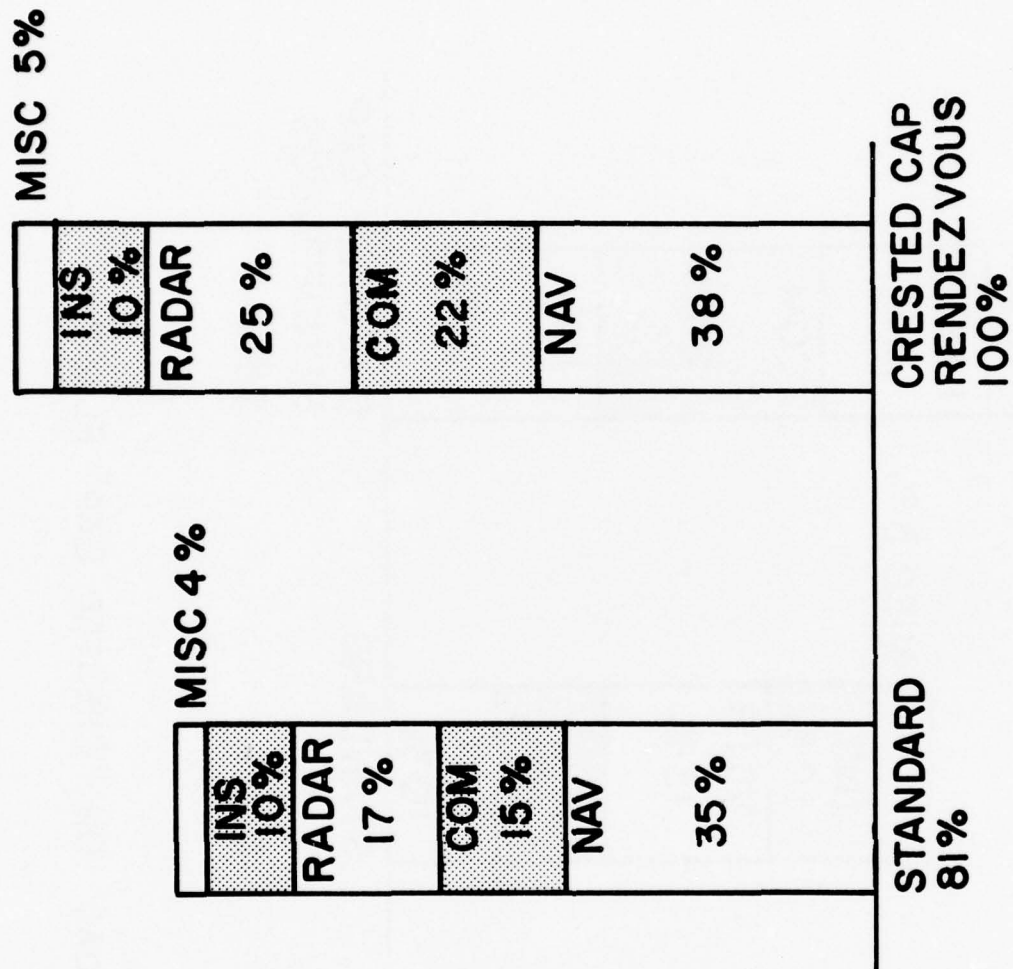 MISC 5%
INS
10%
RADAR
25%
COM
22%
NAV
38%
CRESTED CAP
RENDEZVOUS
100%
MISC 4%
INS
10%
RADAR
17%
COM
15%
NAV
35%
STANDARD
81%